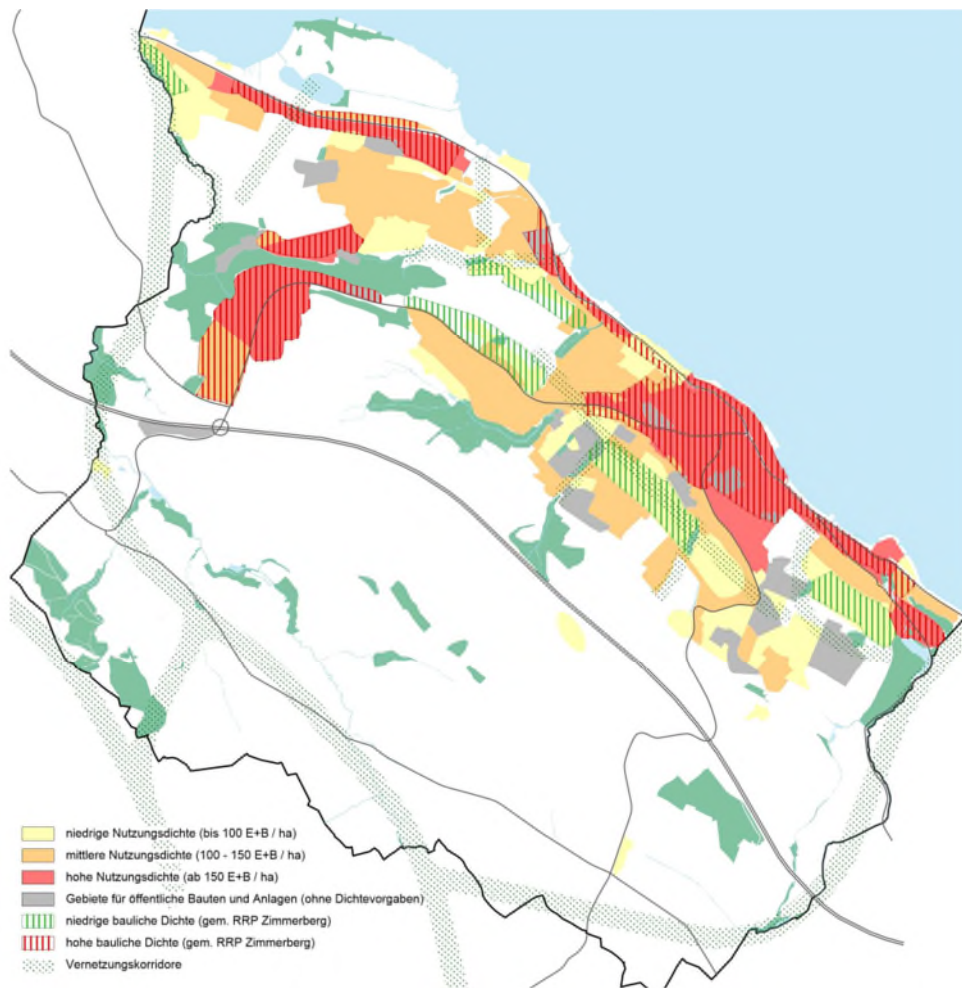 niedrige Nutzungsdichte (bis 100 E+B / ha)
mittlere Nutzungsdichte (100 - 150 E+B / ha)
hohe Nutzungsdichte (ab 150 E+B / ha)
Gebiete für öffentliche Bauten und Anlagen (ohne Dichtevorgaben)
niedrige bauliche Dichte (gem. RRP Zimmerberg)
hohe bauliche Dichte (gem. RRP Zimmerberg)
Vernetzungskorridore